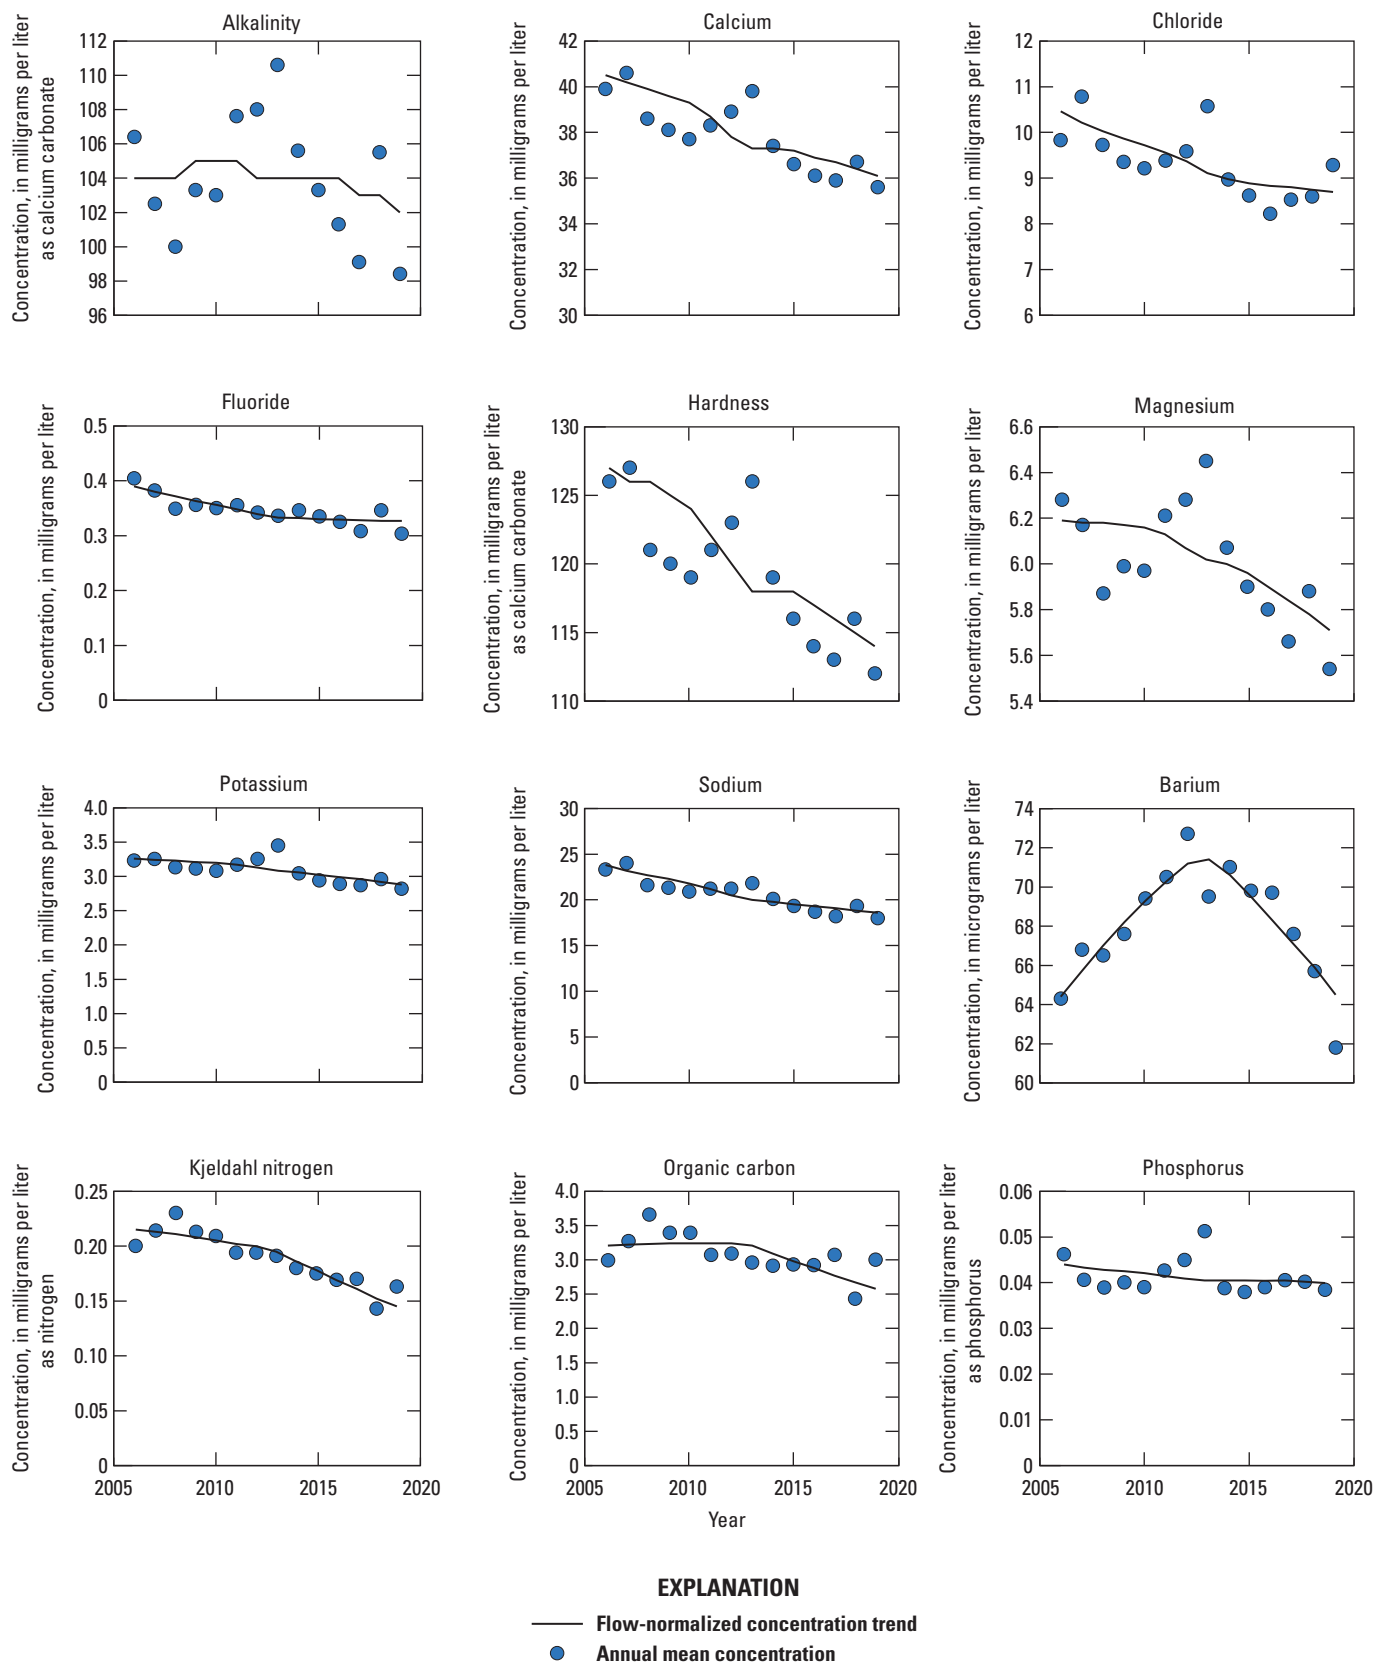 Alkalinity
Concentration, in milligrams per liter
as calcium carbonate
112
110
108
106
104
102
100
98
96
Calcium
Concentration, in milligrams per liter
42
40
38
36
34
32
30
Chloride
Concentration, in milligrams per liter
12
11
10
9
8
7
6
Fluoride
Concentration, in milligrams per liter
0.5
0.4
0.3
0.2
0.1
0
Hardness
Concentration, in milligrams per liter
as calcium carbonate
130
125
120
115
110
Magnesium
Concentration, in milligrams per liter
6.6
6.4
6.2
6.0
5.8
5.6
5.4
Potassium
Concentration, in milligrams per liter
4.0
3.5
3.0
2.5
2.0
1.5
1.0
0.5
0
Sodium
Concentration, in milligrams per liter
30
25
20
15
10
5
0
Barium
Concentration, in micrograms per liter
74
72
70
68
66
64
62
60
Kjeldahl nitrogen
Concentration, in milligrams per liter
as nitrogen
0.25
0.20
0.15
0.10
0.05
0
2005 2010 2015 2020
Organic carbon
Concentration, in milligrams per liter
4.0
3.5
3.0
2.5
2.0
1.5
1.0
0.5
0
2005 2010 2015 2020
Phosphorus
Concentration, in milligrams per liter
as phosphorus
0.06
0.05
0.04
0.03
0.02
0.01
0
2005 2010 2015 2020
Year
EXPLANATION
Flow-normalized concentration trend
Annual mean concentration